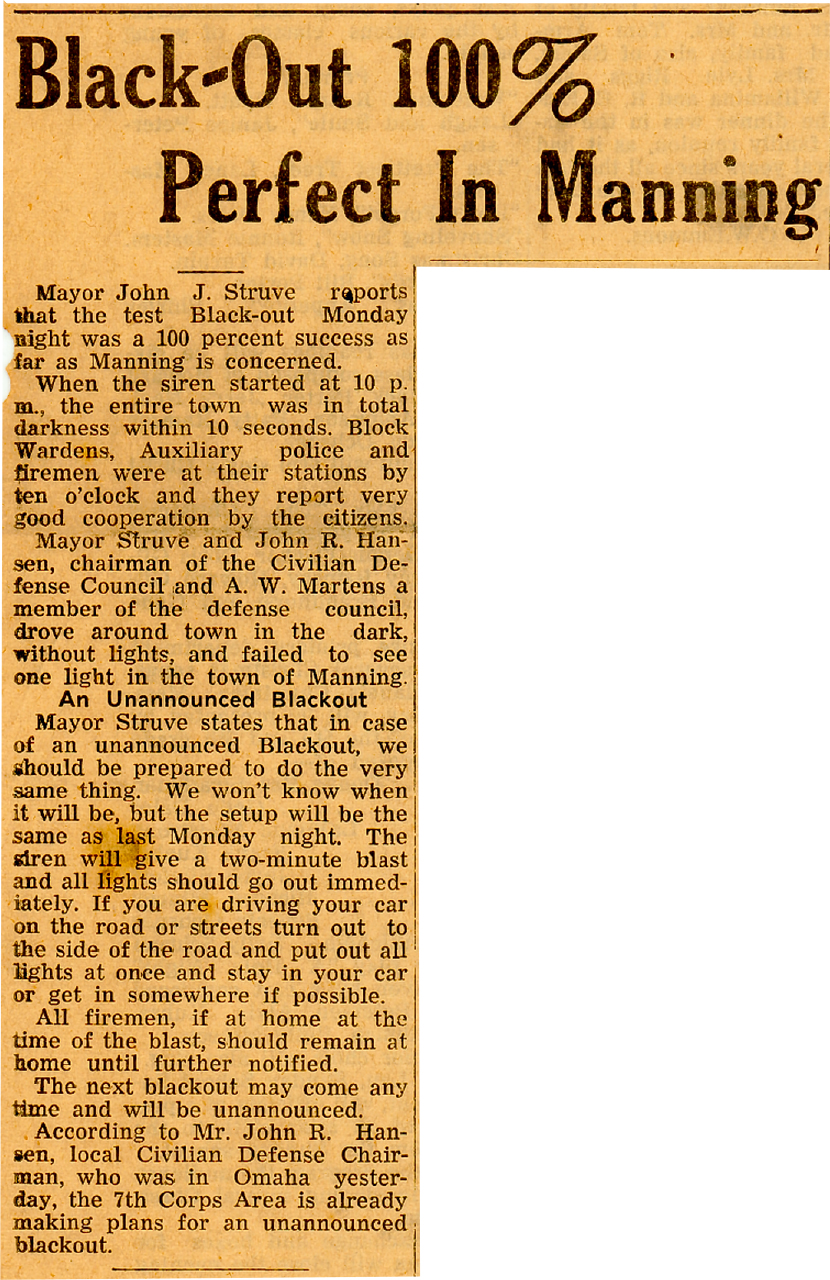 Black-Out 100%
Perfect In Manning
Mayor John J. Struve reports
that the test Black-out Monday
night was a 100 percent success as
far as Manning is concerned.
When the siren started at 10 p.
m., the entire town was in total
darkness within 10 seconds. Block
Wardens, Auxiliary police and
firemen were at their stations by
ten o'clock and they report very
good cooperation by the citizens.
Mayor Struve and John R. Han-
sen, chairman of the Civilian De-
fense Council and A. W. Martens a
member of the defense council,
drove around town in the dark,
without lights, and failed to see
one light in the town of Manning.
An Unannounced Blackout
Mayor Struve states that in case
of an unannounced Blackout, we
should be prepared to do the very
same thing. We won't know when
it will be, but the setup will be the
same as last Monday night. The
siren will give a two-minute blast
and all lights should go out immed-
iately. If you are driving your car
on the road or streets turn out to
the side of the road and put out all
lights at once and stay in your car
or get in somewhere if possible.
All firemen, if at home at the
time of the blast, should remain at
home until further notified.
The next blackout may come any
time and will be unannounced.
According to Mr. John R. Han-
sen, local Civilian Defense Chair-
man, who was in Omaha yester-
day, the 7th Corps Area is already
making plans for an unannounced
blackout.